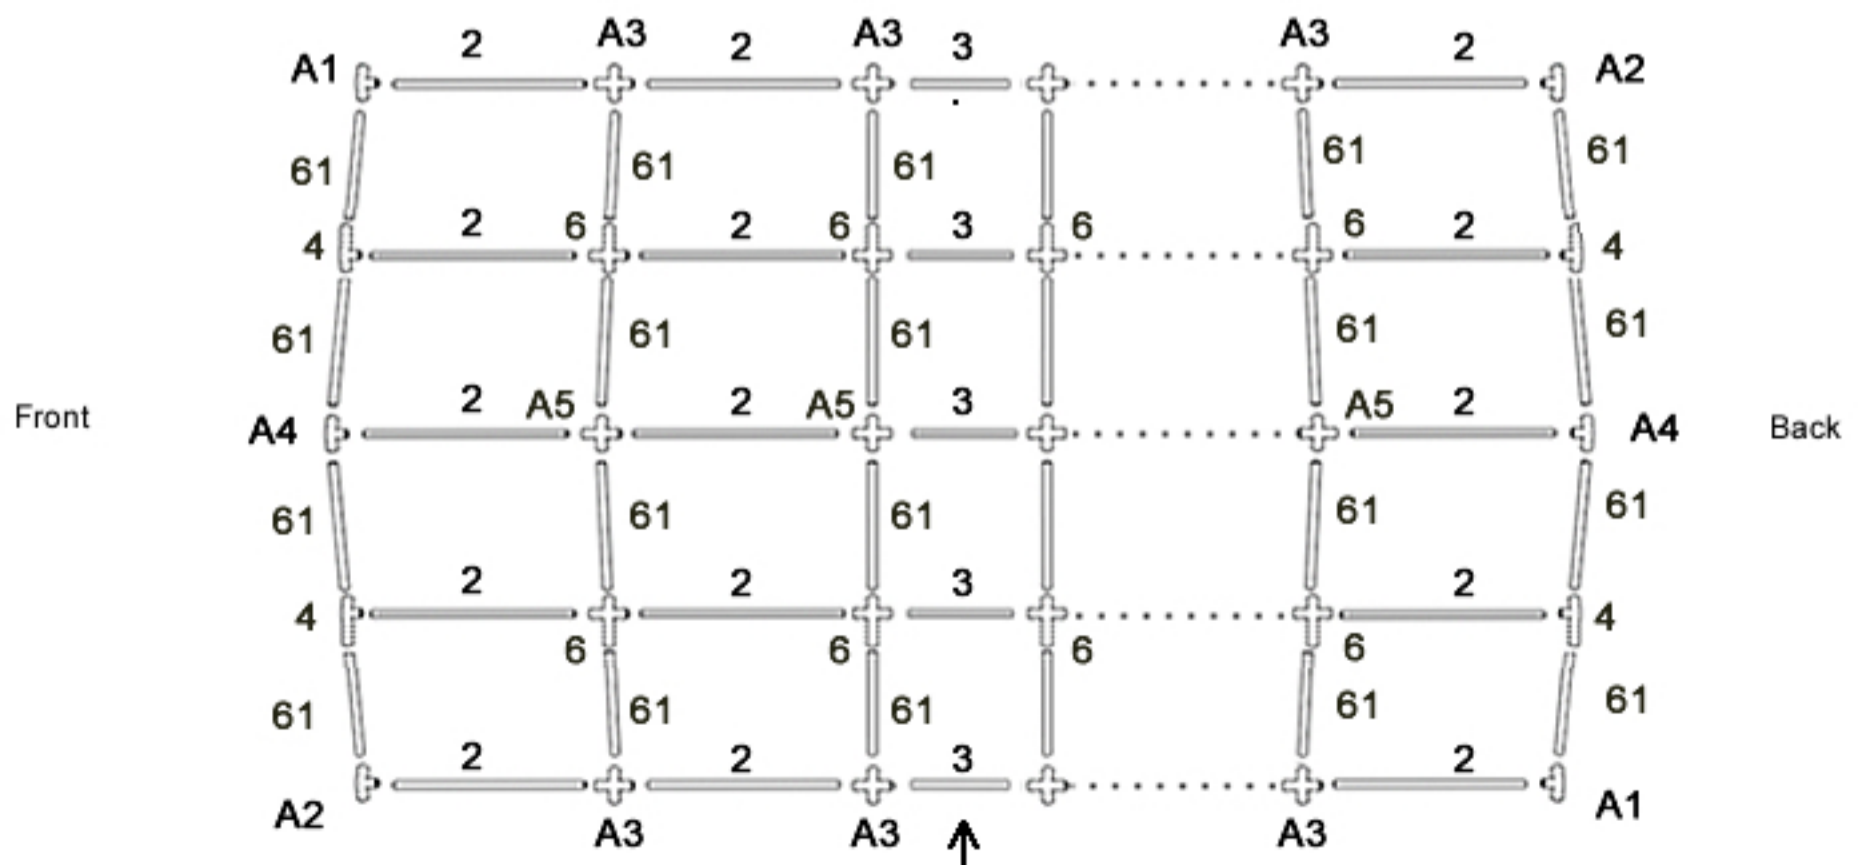 A1 2 A3 2 A3 3 A3 2 A2
61 61 61 61 61
4 2 6 2 6 3 6 6 2 4
61 61 61 61 61
Front A4 2 A5 2 A5 3 A5 2 A4 Back
61 61 61 61 61
4 2 6 2 6 3 6 6 2 4
61 61 61 61 61
A2 2 A3 2 A3 3 A3 2 A1